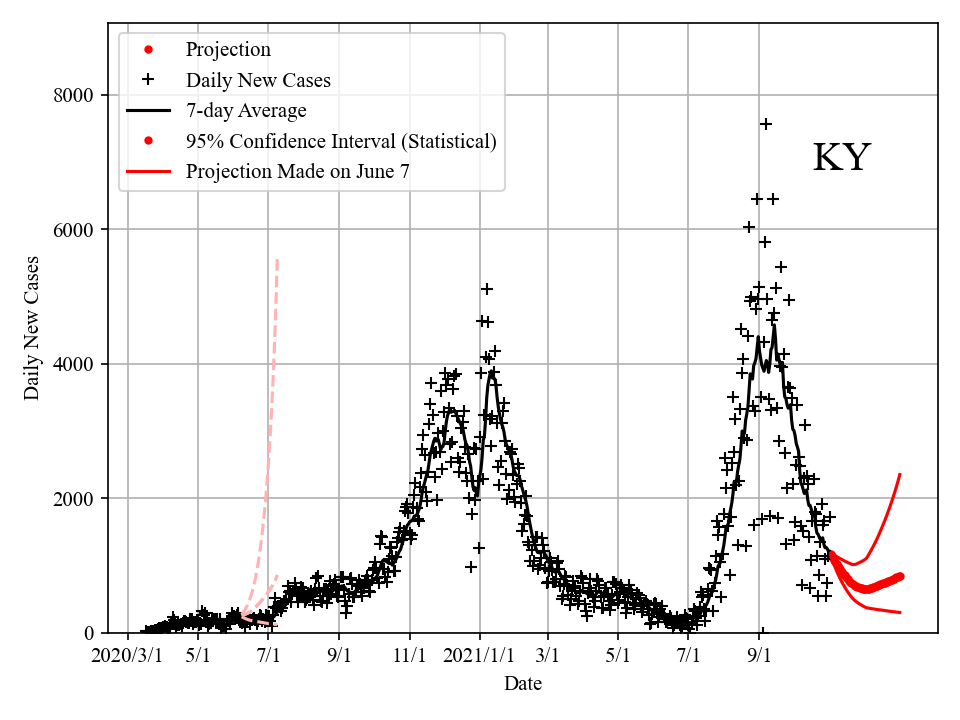 Projection
Daily New Cases
7-day Average
95% Confidence Interval (Statistical)
Projection Made on June 7
KY
Daily New Cases
8000
6000
4000
2000
0
2020/3/1 5/1 7/1 9/1 11/1 2021/1/1 3/1 5/1 7/1 9/1
Date